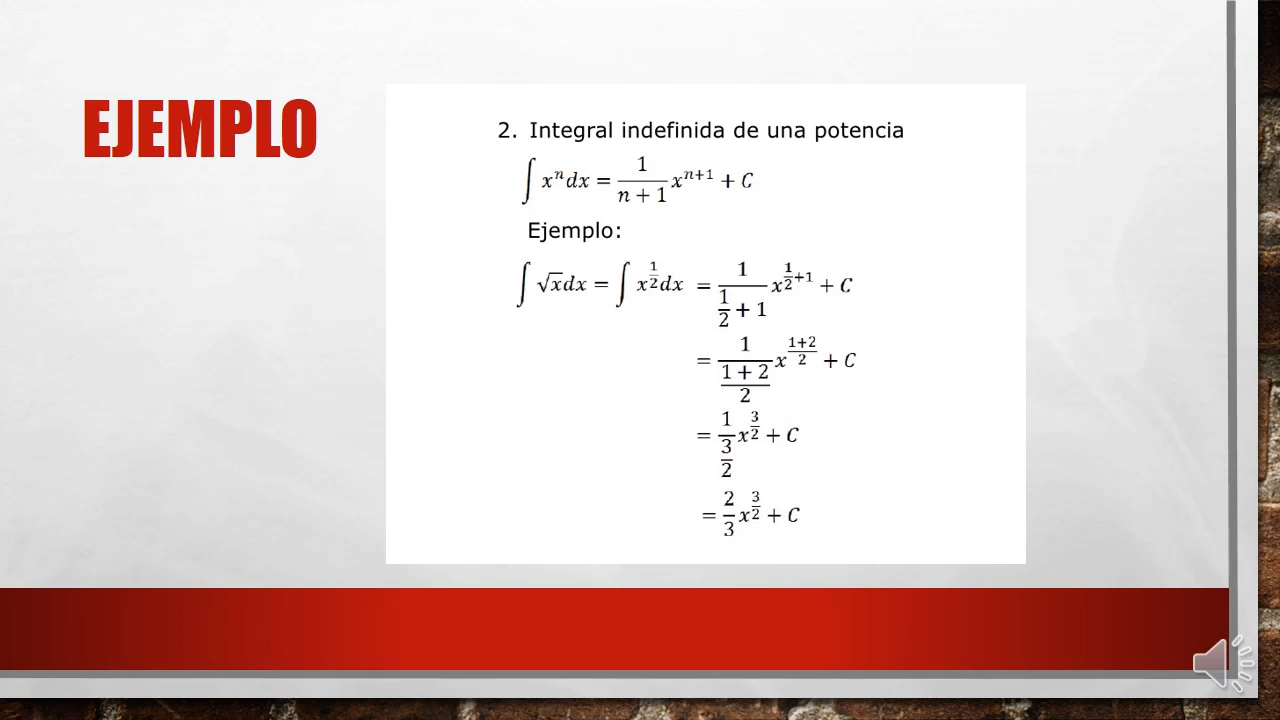 EJEMPLO
2. Integral indefinida de una potencia
∫ xⁿdx = 1/(n + 1) xⁿ⁺¹ + C
Ejemplo:
∫ √x dx = ∫ x^(1/2) dx = 1/(1/2 + 1) x^(1/2+1) + C
= 1/((1 + 2)/2) x^((1+2)/2) + C
= 1/(3/2) x^(3/2) + C
= 2/3 x^(3/2) + C